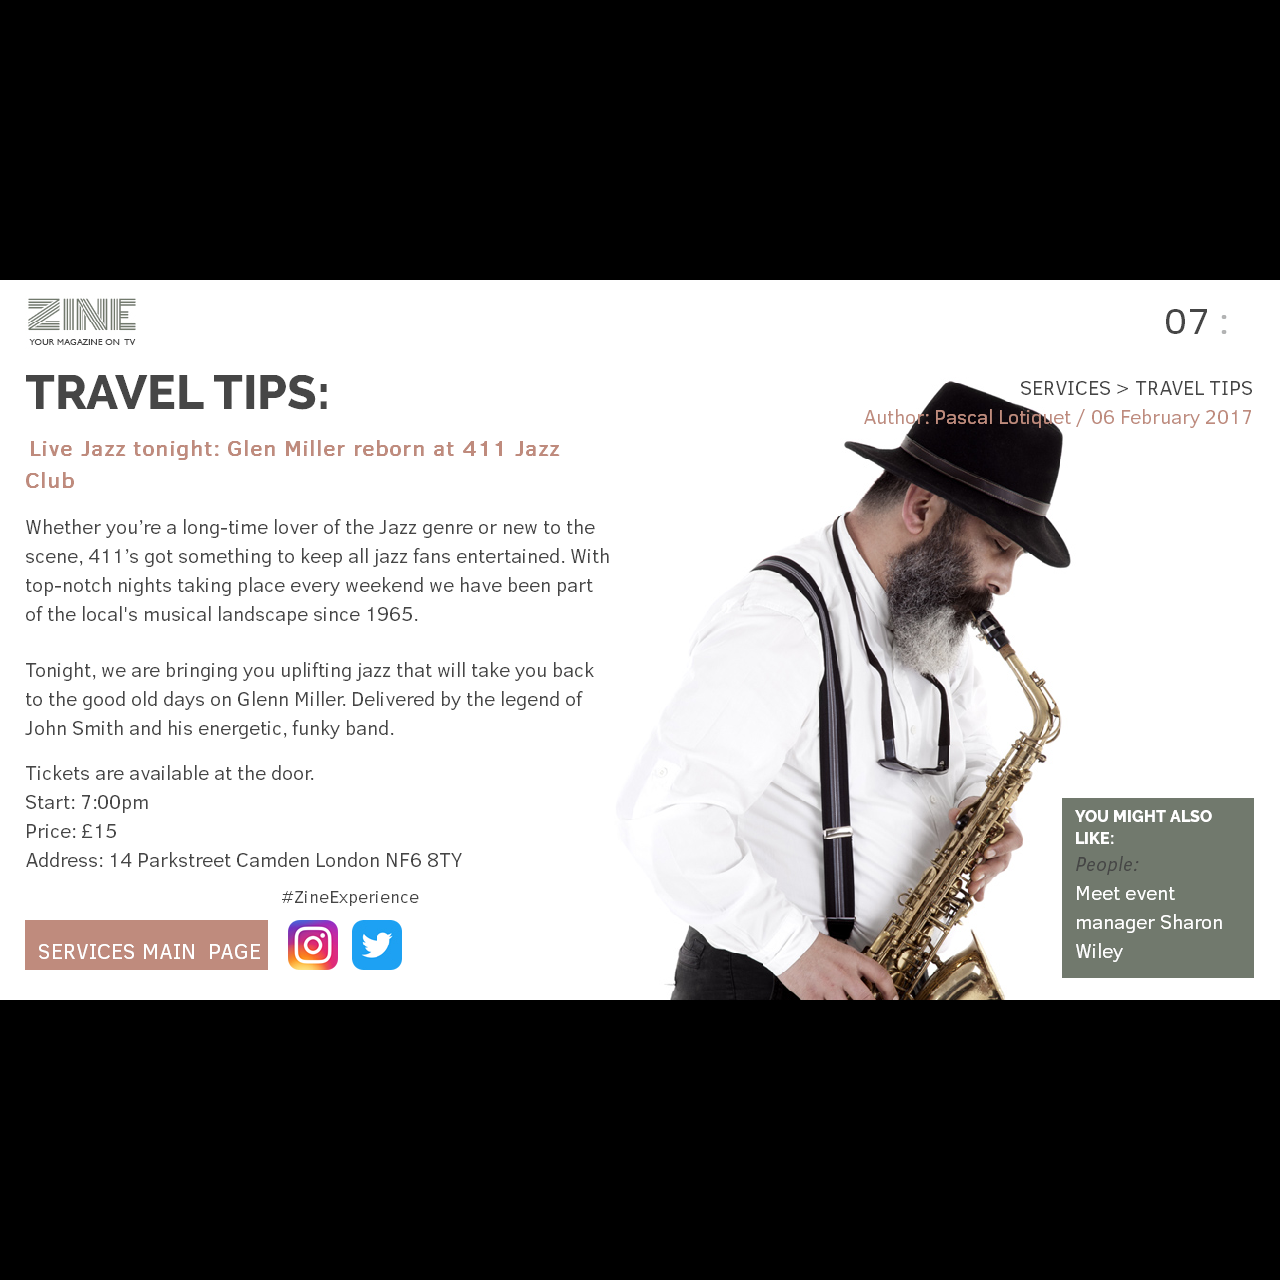 ZINE
YOUR MAGAZINE ON TV
07 :
TRAVEL TIPS:
SERVICES > TRAVEL TIPS
Author: Pascal Lotiquet / 06 February 2017
Live Jazz tonight: Glen Miller reborn at 411 Jazz
Club
Whether you’re a long-time lover of the Jazz genre or new to the
scene, 411’s got something to keep all jazz fans entertained. With
top-notch nights taking place every weekend we have been part
of the local's musical landscape since 1965.
Tonight, we are bringing you uplifting jazz that will take you back
to the good old days on Glenn Miller. Delivered by the legend of
John Smith and his energetic, funky band.
Tickets are available at the door.
Start: 7:00pm
Price: £15
Address: 14 Parkstreet Camden London NF6 8TY
#ZineExperience
SERVICES MAIN PAGE
YOU MIGHT ALSO
LIKE:
People:
Meet event
manager Sharon
Wiley